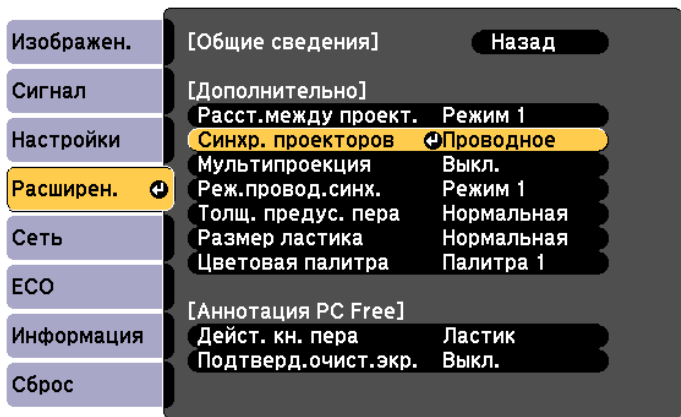 Изображен.
Сигнал
Настройки
Расширен.
Сеть
ECO
Информация
Сброс
[Общие сведения] Назад
[Дополнительно]
Расст.между проект. Режим 1
Синхр. проекторов Проводное
Мультипроекция Выкл.
Реж.провод.синх. Режим 1
Толщ. предус. пера Нормальная
Размер ластика Нормальная
Цветовая палитра Палитра 1
[Аннотация PC Free]
Дейст. кн. пера Ластик
Подтверд.очист.экр. Выкл.